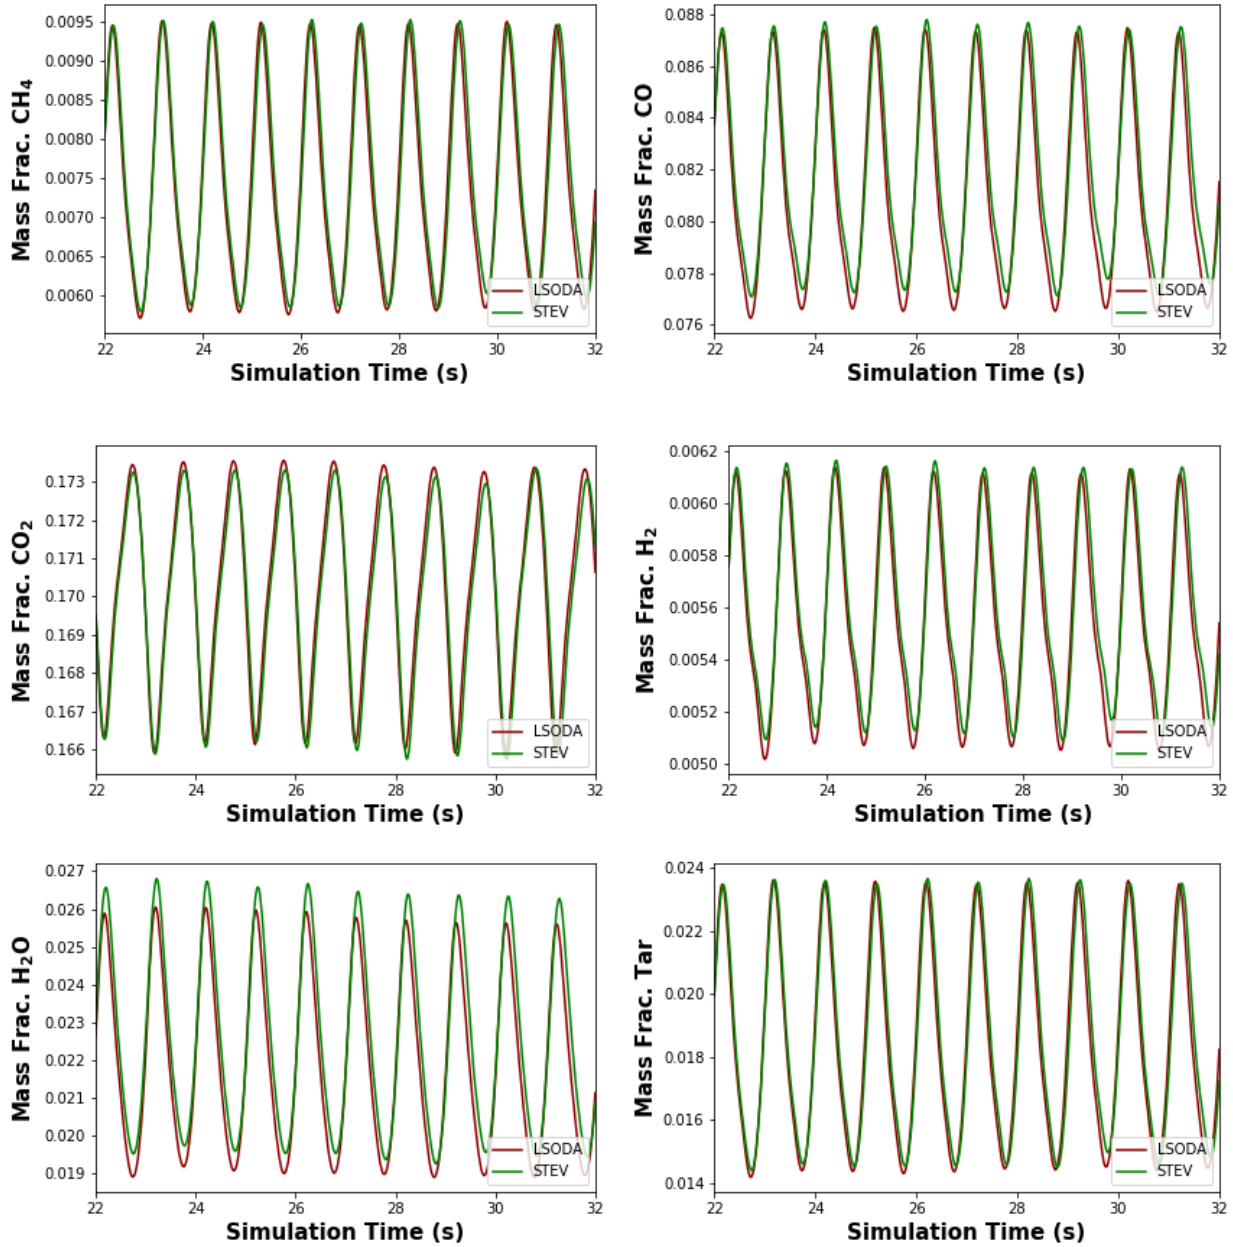 Mass Frac. CH4
0.0095
0.0090
0.0085
0.0080
0.0075
0.0070
0.0065
0.0060
22 24 26 28 30 32
Simulation Time (s)
LSODA
STEV
Mass Frac. CO
0.088
0.086
0.084
0.082
0.080
0.078
0.076
22 24 26 28 30 32
Simulation Time (s)
LSODA
STEV
Mass Frac. CO2
0.173
0.172
0.171
0.170
0.169
0.168
0.167
0.166
22 24 26 28 30 32
Simulation Time (s)
LSODA
STEV
Mass Frac. H2
0.0062
0.0060
0.0058
0.0056
0.0054
0.0052
0.0050
22 24 26 28 30 32
Simulation Time (s)
LSODA
STEV
Mass Frac. H2O
0.027
0.026
0.025
0.024
0.023
0.022
0.021
0.020
0.019
22 24 26 28 30 32
Simulation Time (s)
LSODA
STEV
Mass Frac. Tar
0.024
0.022
0.020
0.018
0.016
0.014
22 24 26 28 30 32
Simulation Time (s)
LSODA
STEV